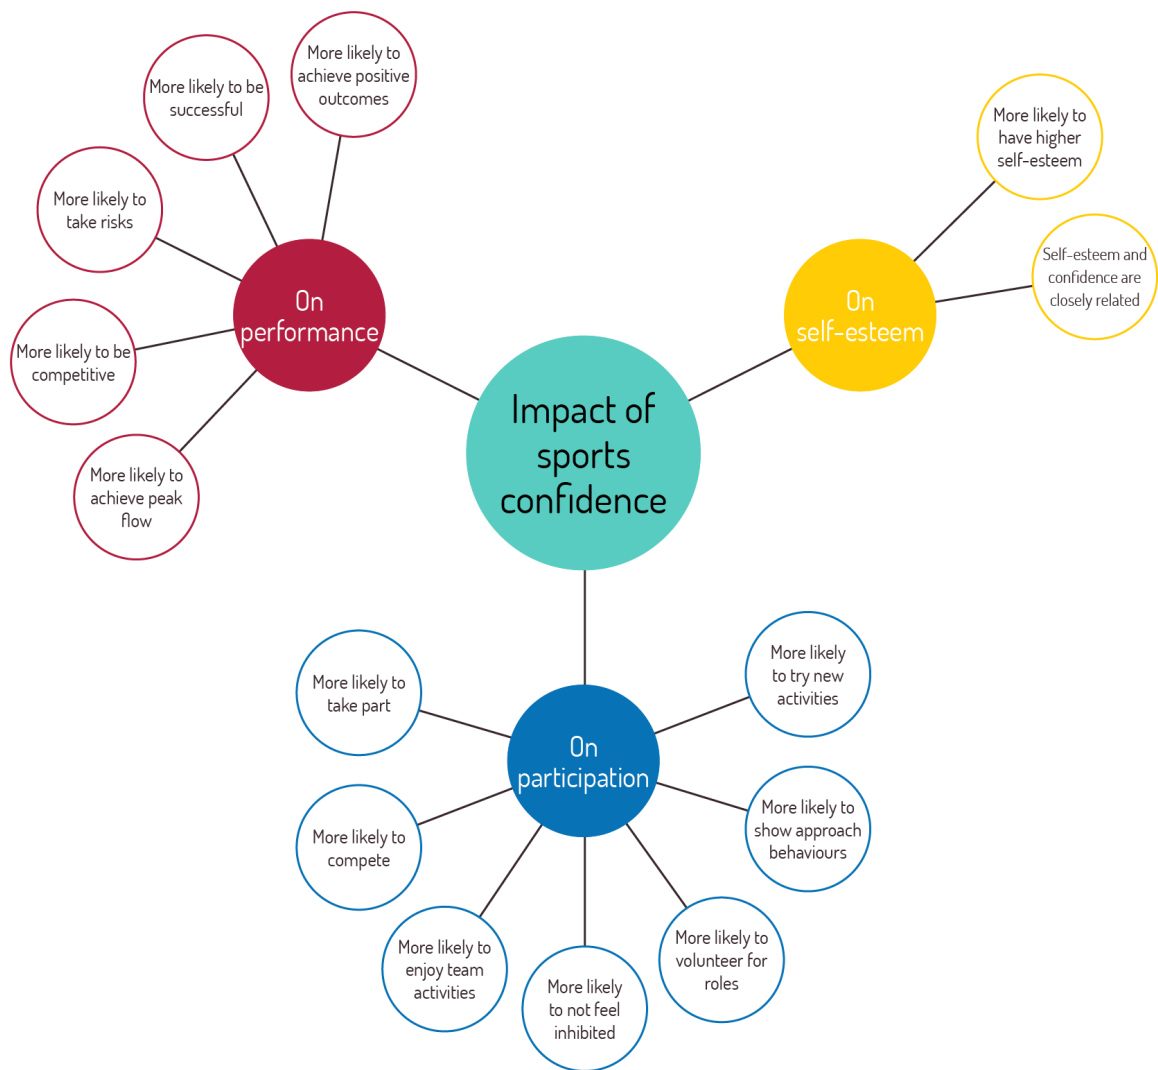 More likely to
achieve positive
outcomes
More likely to be
successful
More likely to
take risks
More likely to be
competitive
More likely to
achieve peak
flow
On
performance
Impact of
sports
confidence
On
self-esteem
More likely to
have higher
self-esteem
Self-esteem and
confidence are
closely related
On
participation
More likely to
take part
More likely to
compete
More likely to
enjoy team
activities
More likely
to not feel
inhibited
More likely to
volunteer for
roles
More likely to
show approach
behaviours
More likely
to try new
activities